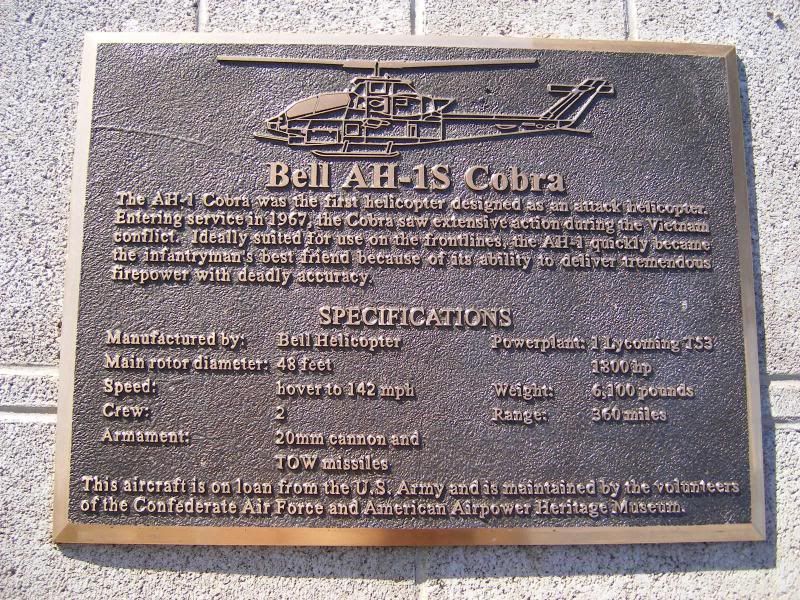 Bell AH-1S Cobra
The AH-1 Cobra was the first helicopter designed as an attack helicopter.
Entering service in 1967, the Cobra saw extensive action during the Vietnam
conflict. Ideally suited for use on the frontlines, the AH-1 quickly became
the infantryman's best friend because of its ability to deliver tremendous
firepower with deadly accuracy.
SPECIFICATIONS
Manufactured by: Bell Helicopter Powerplant: 1 Lycoming T53
Main rotor diameter: 48 feet 1800 hp
Speed: hover to 142 mph Weight: 6,100 pounds
Crew: 2 Range: 360 miles
Armament: 20mm cannon and
TOW missiles
This aircraft is on loan from the U.S. Army and is maintained by the volunteers
of the Confederate Air Force and American Airpower Heritage Museum.